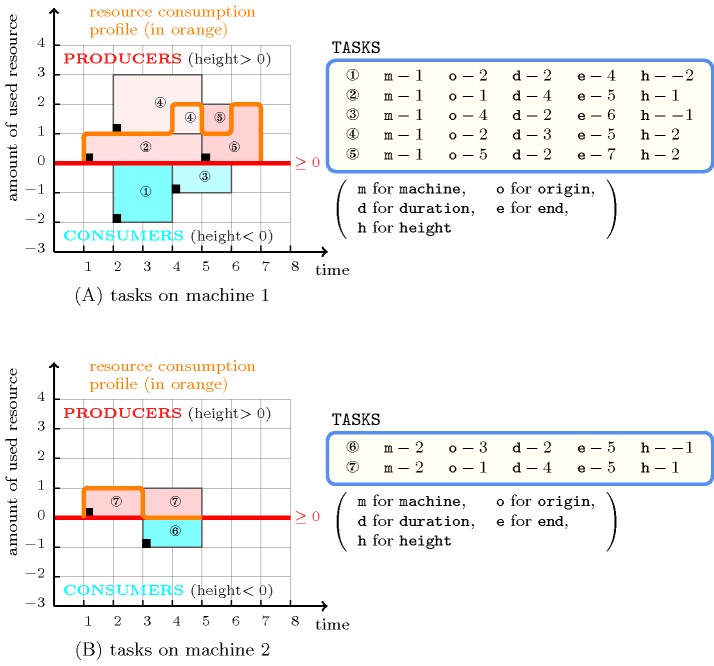 resource consumption
profile (in orange)
amount of used resource
4
3
2
1
0
−1
−2
−3
PRODUCERS (height> 0)
④
④ ⑤
② ⑤
≥ 0
① ③
CONSUMERS (height< 0)
1 2 3 4 5 6 7 8
time
(A) tasks on machine 1
TASKS
① m − 1 o − 2 d − 2 e − 4 h − −2
② m − 1 o − 1 d − 4 e − 5 h − 1
③ m − 1 o − 4 d − 2 e − 6 h − −1
④ m − 1 o − 2 d − 3 e − 5 h − 2
⑤ m − 1 o − 5 d − 2 e − 7 h − 2
m for machine, o for origin,
d for duration, e for end,
h for height
resource consumption
profile (in orange)
amount of used resource
4
3
2
1
0
−1
−2
−3
PRODUCERS (height> 0)
⑦ ⑦
≥ 0
⑥
CONSUMERS (height< 0)
1 2 3 4 5 6 7 8
time
(B) tasks on machine 2
TASKS
⑥ m − 2 o − 3 d − 2 e − 5 h − −1
⑦ m − 2 o − 1 d − 4 e − 5 h − 1
m for machine, o for origin,
d for duration, e for end,
h for height